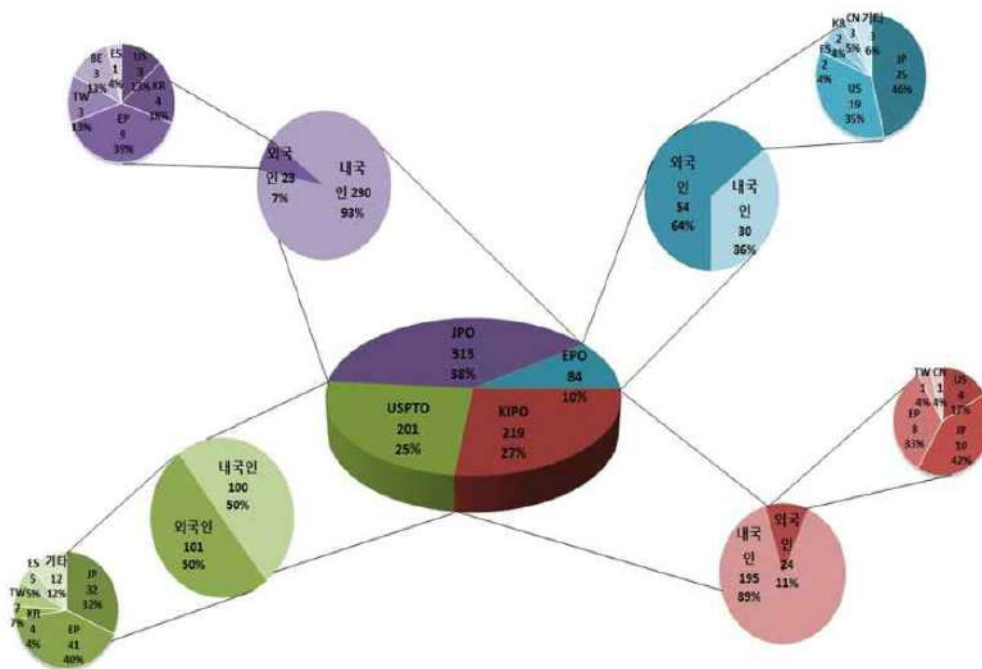 BE
3
13%
ES
1
4%
US
3
13%
KR
4
18%
EP
9
39%
TW
3
13%
외국
인 23
7%
내국
인 290
93%
KR
2
4%
CN
3
5%
기타
3
6%
JP
25
46%
US
19
35%
ES
2
4%
외국
인
54
64%
내국
인
30
36%
JPO
313
38%
EPO
84
10%
USPTO
201
25%
KIPO
219
27%
TW
1
4%
CN
1
4%
US
4
17%
JP
10
42%
EP
8
33%
내국
인
195
89%
외국
인
24
11%
내국인
100
50%
외국인
101
50%
ES
5
5%
기타
12
12%
JP
32
32%
EP
41
40%
KR
4
4%
TW
7
7%